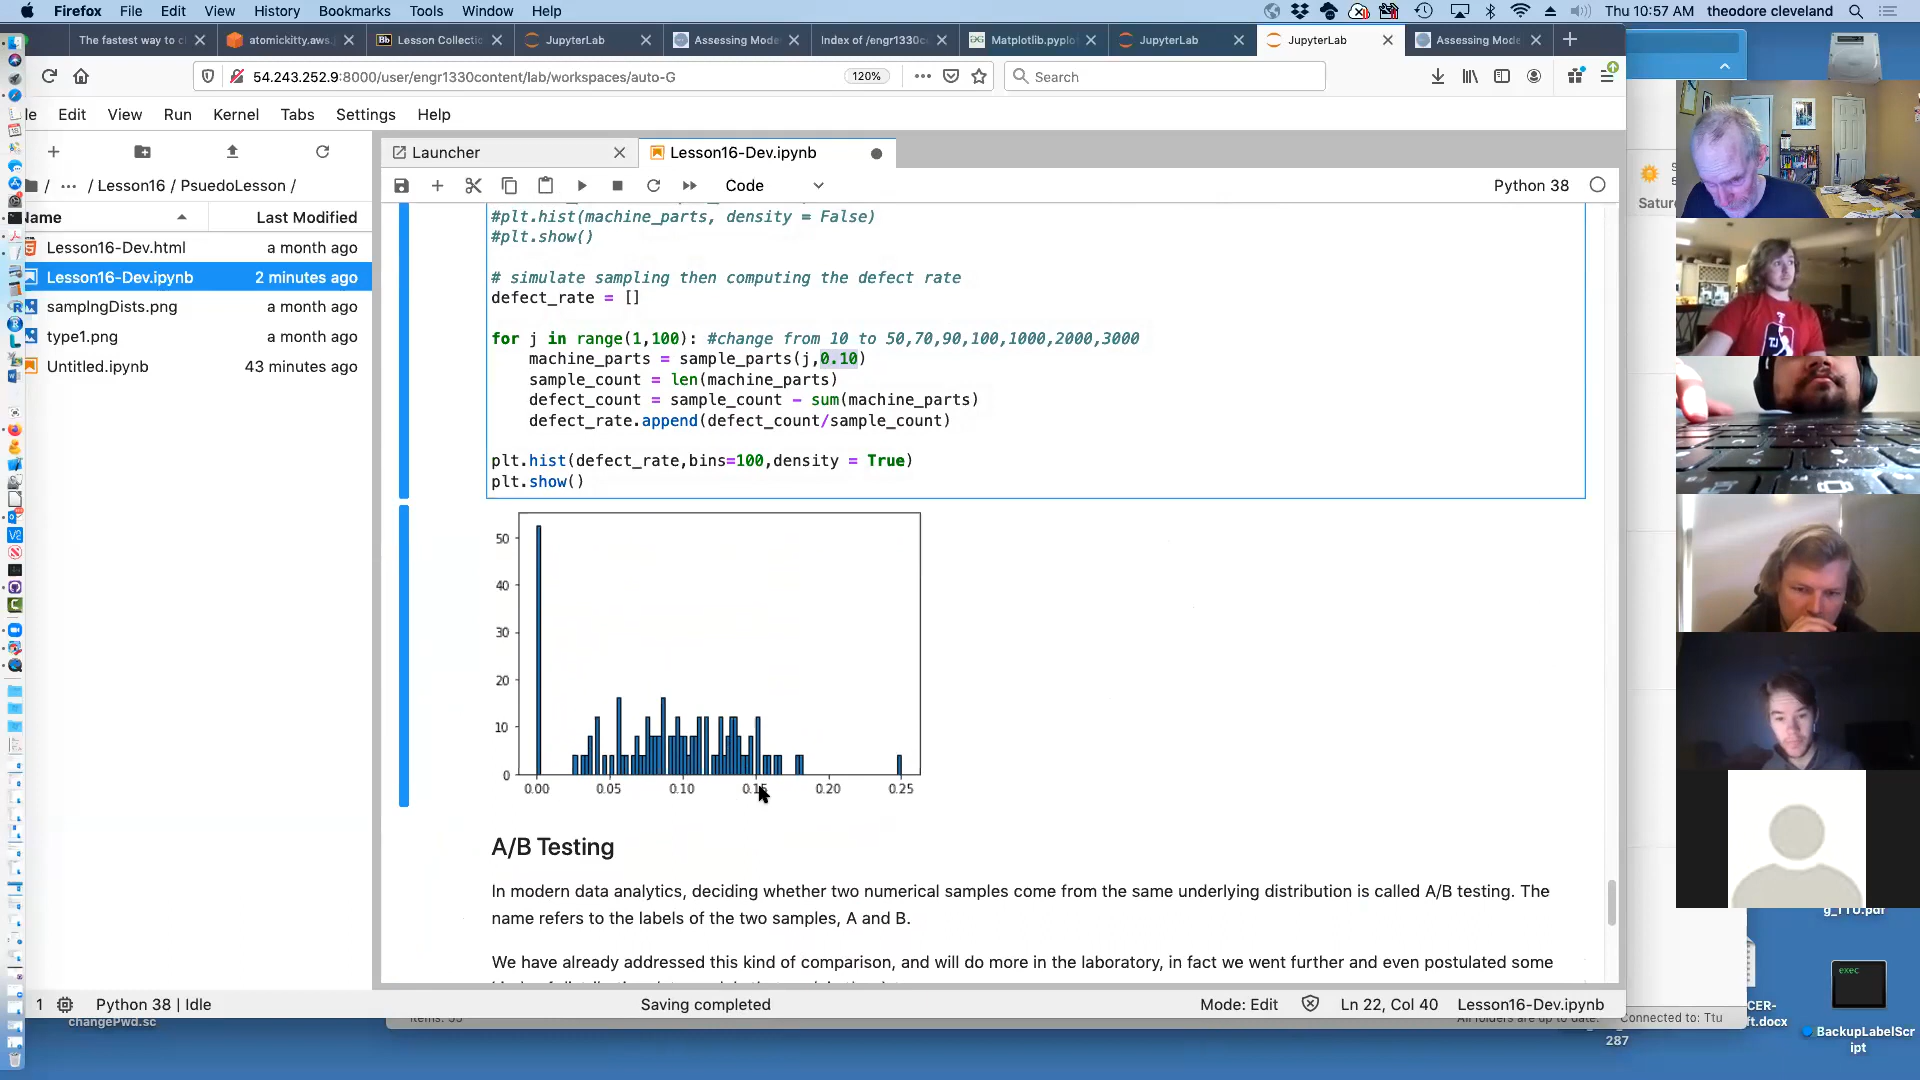 Firefox File Edit View History Bookmarks Tools Window Help
Thu 10:57 AM theodore cleveland
The fastest way to c
atomickitty.aws.
Lesson Collectic
JupyterLab
Assessing Mode
Index of /engr1330c
Matplotlib.pyplo
JupyterLab
JupyterLab
Assessing Mode
54.243.252.9:8000/user/engr1330content/lab/workspaces/auto-G
120%
Search
le Edit View Run Kernel Tabs Settings Help
Launcher
Lesson16-Dev.ipynb
/ ... / Lesson16 / PsuedoLesson /
Code
Python 38
Name Last Modified
Lesson16-Dev.html a month ago
Lesson16-Dev.ipynb 2 minutes ago
samplngDists.png a month ago
type1.png a month ago
Untitled.ipynb 43 minutes ago
#plt.hist(machine_parts, density = False)
#plt.show()
# simulate sampling then computing the defect rate
defect_rate = []
for j in range(1,100): #change from 10 to 50,70,90,100,1000,2000,3000
machine_parts = sample_parts(j,0.10)
sample_count = len(machine_parts)
defect_count = sample_count - sum(machine_parts)
defect_rate.append(defect_count/sample_count)
plt.hist(defect_rate,bins=100,density = True)
plt.show()
50
40
30
20
10
0
0.00 0.05 0.10 0.15 0.20 0.25
A/B Testing
In modern data analytics, deciding whether two numerical samples come from the same underlying distribution is called A/B testing. The
name refers to the labels of the two samples, A and B.
We have already addressed this kind of comparison, and will do more in the laboratory, in fact we went further and even postulated some
1 Python 38 | Idle
Saving completed
Mode: Edit
Ln 22, Col 40 Lesson16-Dev.ipynb
changePwd.sc
Connected to: Ttu
287
Satur
g_TTU.pdf
exec
CER-
ft.docx
BackupLabelScr
ipt